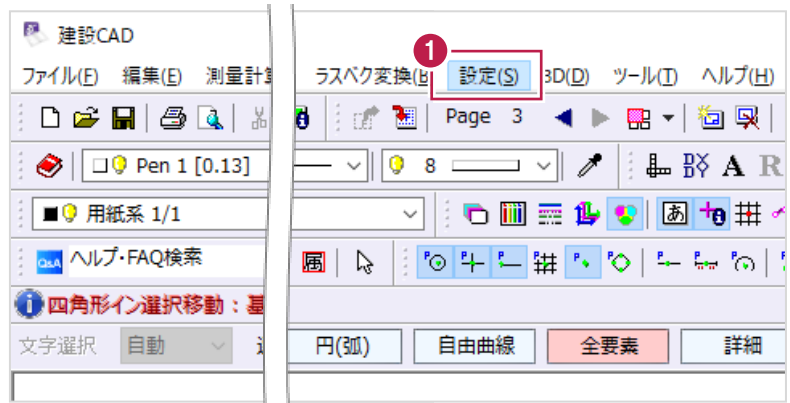 建設CAD
1
ファイル(F) 編集(E) 測量計算 ラスベク変換(B 設定(S) 3D(D) ツール(T) ヘルプ(H)
Page 3
Pen 1 [0.13] 8 A R
用紙系 1/1 あ
Q&A ヘルプ・FAQ検索 属
四角形イン選択移動：基
文字選択 自動 円(弧) 自由曲線 全要素 詳細